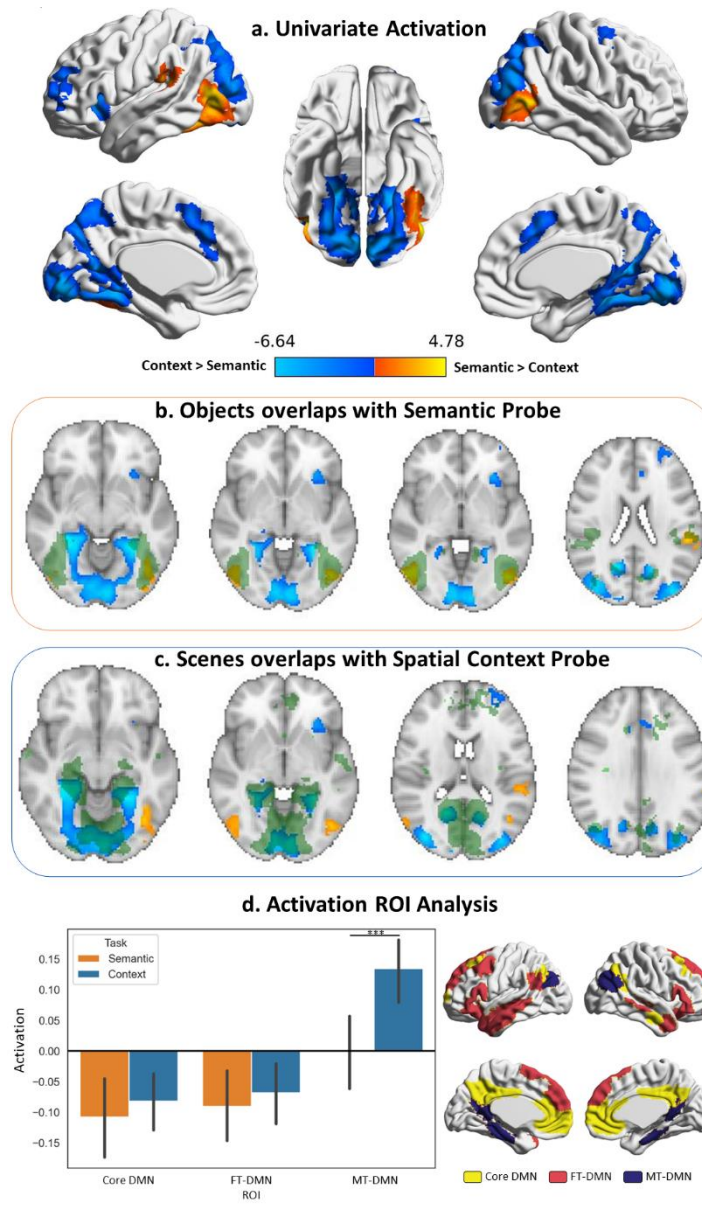 a. Univariate Activation
-6.64
4.78
Context > Semantic
Semantic > Context
b. Objects overlaps with Semantic Probe
c. Scenes overlaps with Spatial Context Probe
d. Activation ROI Analysis
Task
Semantic
Context
***
Activation
0.15
0.10
0.05
0.00
−0.05
−0.10
−0.15
Core DMN
FT-DMN
MT-DMN
ROI
Core DMN
FT-DMN
MT-DMN